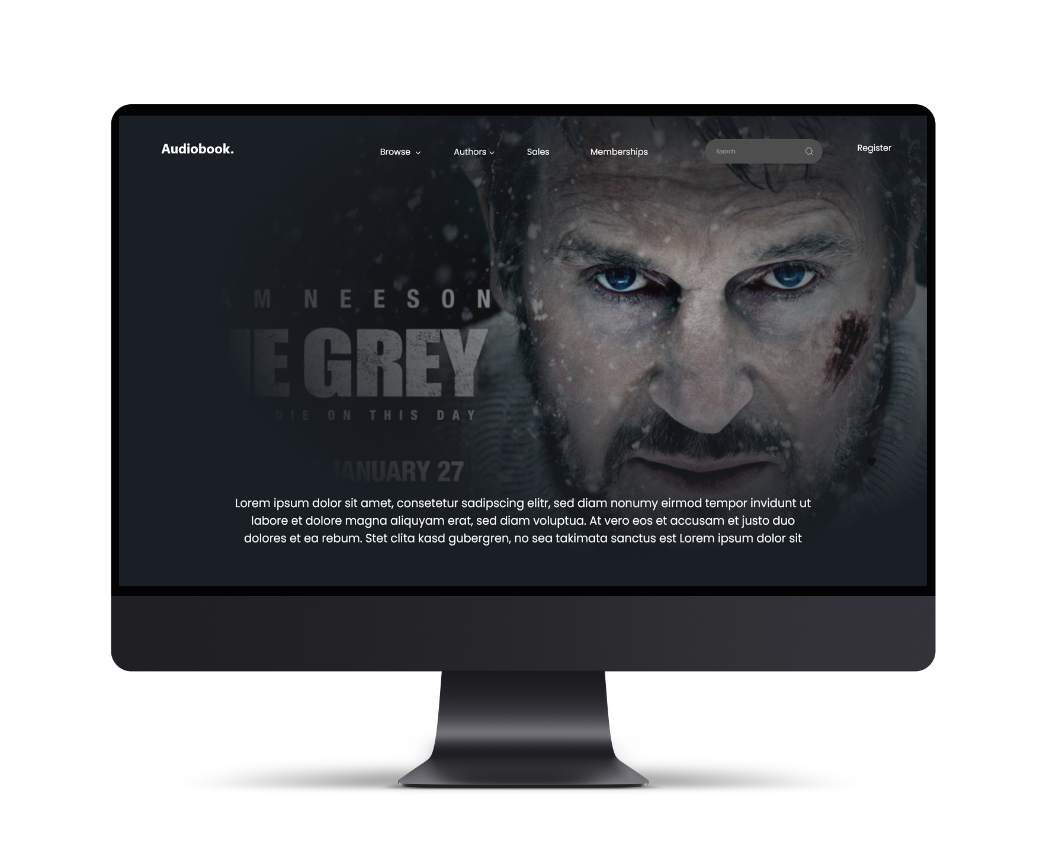 Audiobook.
Browse
Authors
Sales
Memberships
Search
Register
AM NEESON
HE GREY
DIE ON THIS DAY
JANUARY 27
Lorem ipsum dolor sit amet, consetetur sadipscing elitr, sed diam nonumy eirmod tempor invidunt ut
labore et dolore magna aliquyam erat, sed diam voluptua. At vero eos et accusam et justo duo
dolores et ea rebum. Stet clita kasd gubergren, no sea takimata sanctus est Lorem ipsum dolor sit